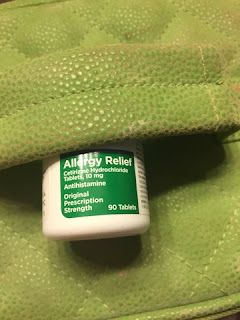 Allergy Relief
Cetirizine Hydrochloride
Tablets, 10 mg
Antihistamine
Original
Prescription
Strength
90 Tablets